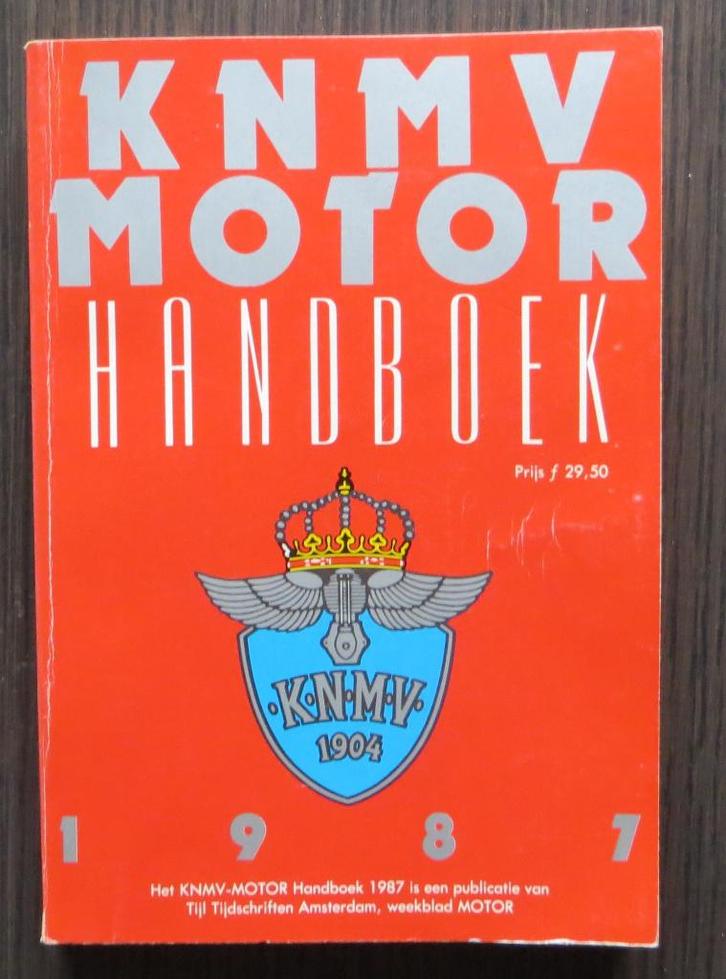 KNMV
MOTOR
HANDBOEK
Prijs ƒ 29,50
·K·N·M·V·
1904
1 9 8 7
Het KNMV-MOTOR Handboek 1987 is een publicatie van
Tijl Tijdschriften Amsterdam, weekblad MOTOR